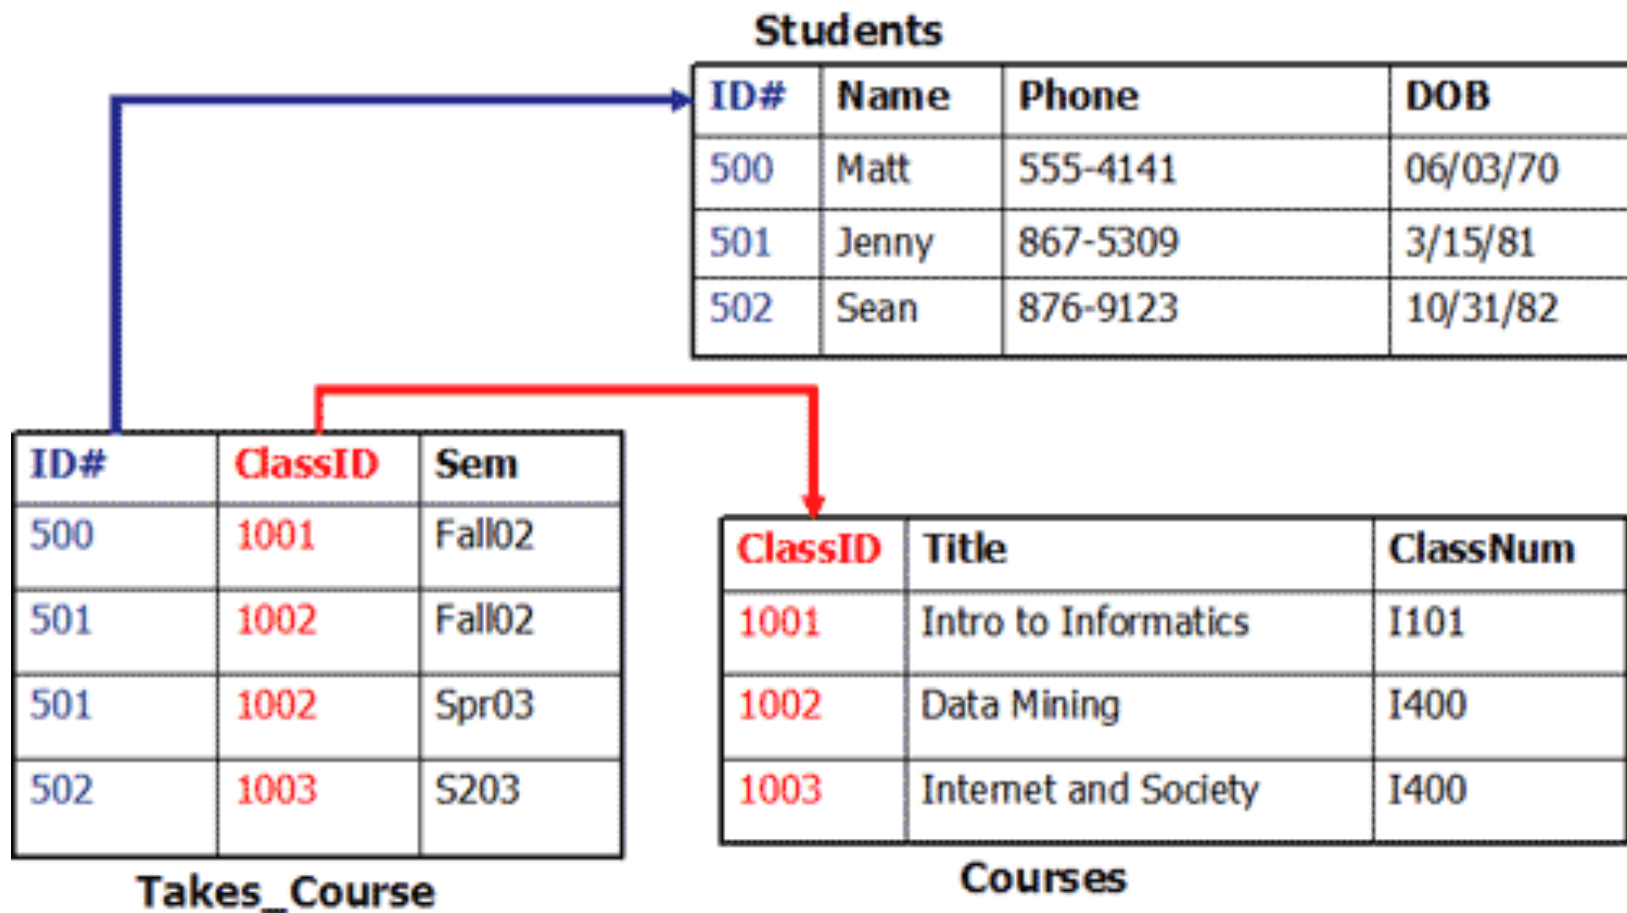 Students
ID# Name Phone DOB
500 Matt 555-4141 06/03/70
501 Jenny 867-5309 3/15/81
502 Sean 876-9123 10/31/82
ID# ClassID Sem
500 1001 Fall02
501 1002 Fall02
501 1002 Spr03
502 1003 S203
Takes_Course
ClassID Title ClassNum
1001 Intro to Informatics I101
1002 Data Mining I400
1003 Internet and Society I400
Courses